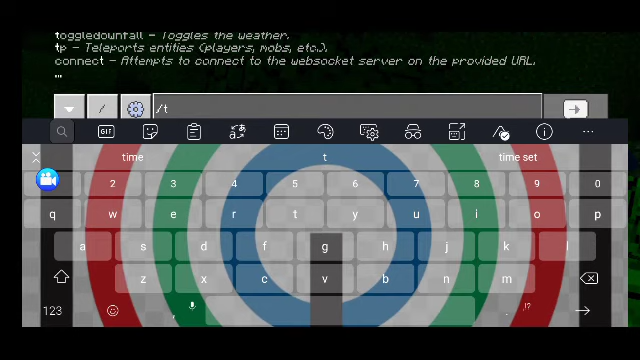 toggledownfall – Toggles the weather.
tp – Teleports entities (players, mobs, etc.).
connect – Attempts to connect to the websocket server on the provided URL.
...
/ /t
GIF
time t time set
2 3 4 5 6 7 8 9 0
q w e r t y u i o p
a s d f g h j k l
z x c v b n m
123 , . ,!?